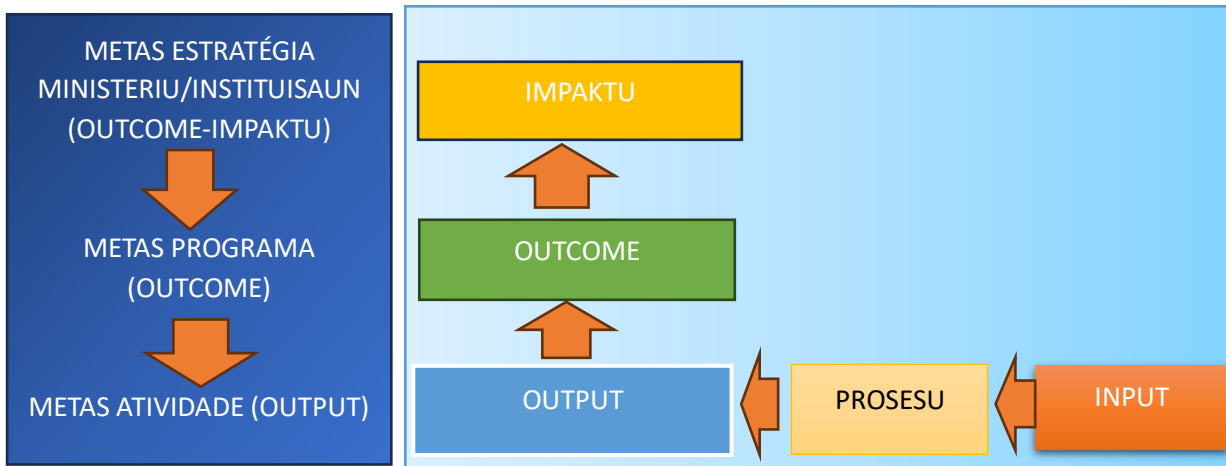 METAS ESTRATÉGIA
MINISTERIU/INSTITUISAUN
(OUTCOME-IMPAKTU)
METAS PROGRAMA
(OUTCOME)
METAS ATIVIDADE (OUTPUT)
IMPAKTU
OUTCOME
OUTPUT
PROSESU
INPUT